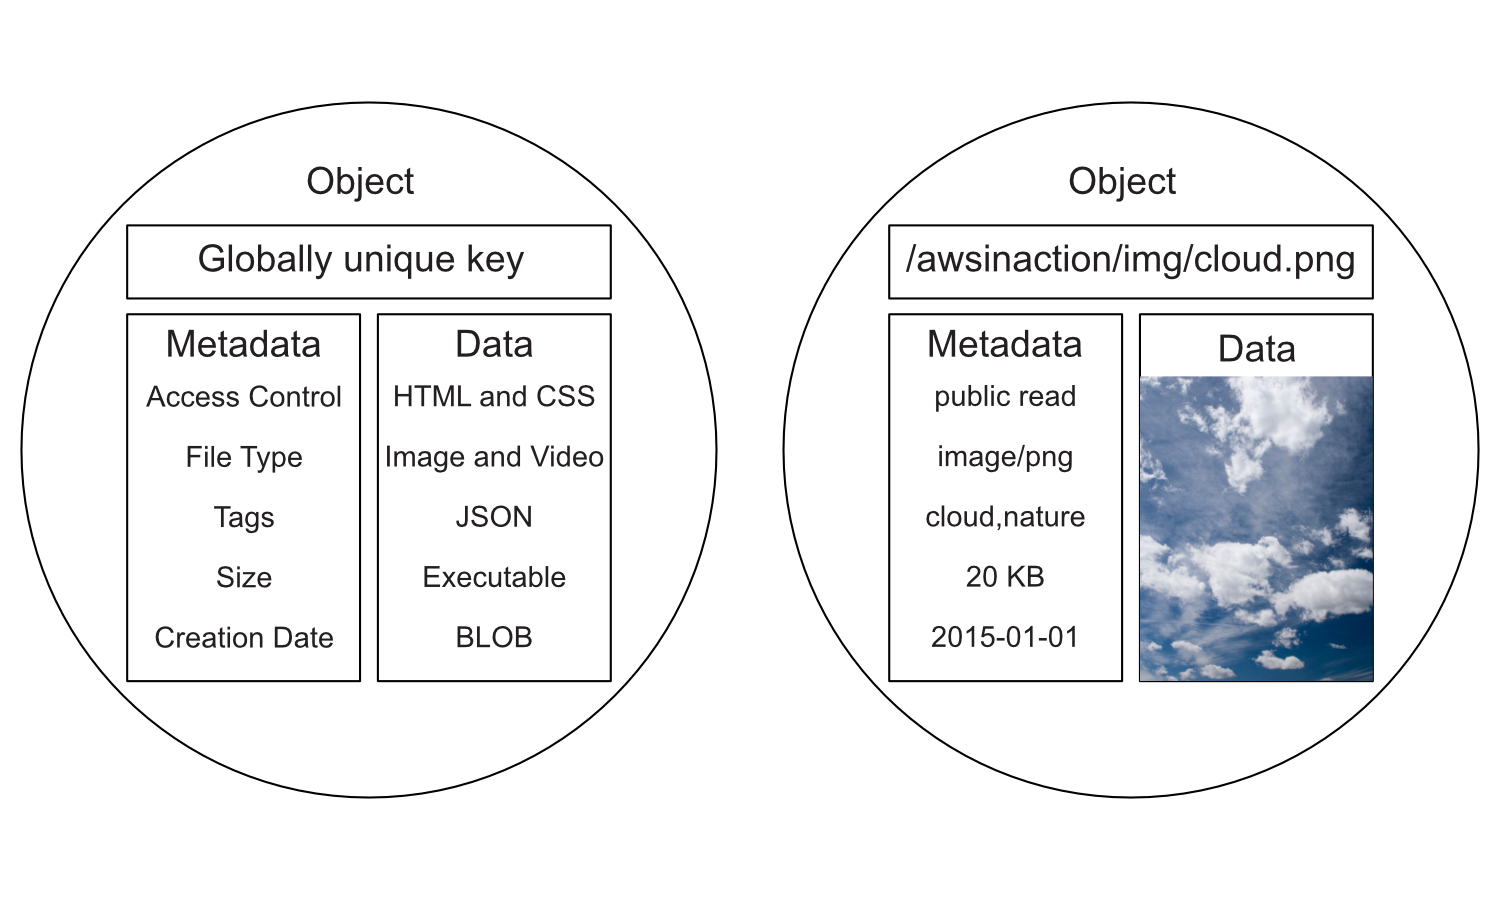 Object
Globally unique key
Metadata
Access Control
File Type
Tags
Size
Creation Date
Data
HTML and CSS
Image and Video
JSON
Executable
BLOB
Object
/awsinaction/img/cloud.png
Metadata
public read
image/png
cloud,nature
20 KB
2015-01-01
Data